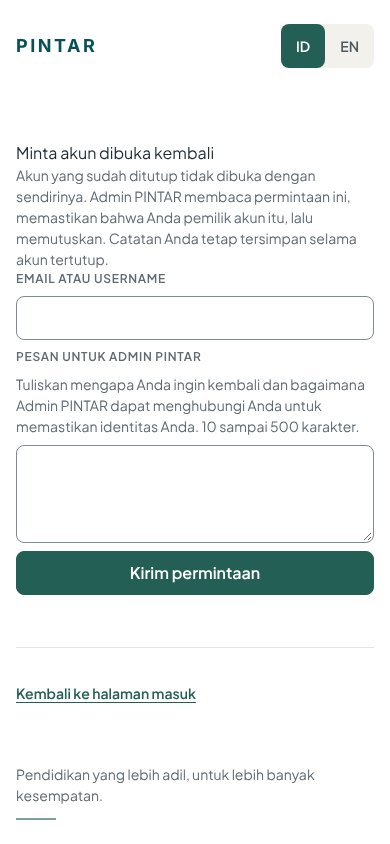 PINTAR
ID
EN
Minta akun dibuka kembali
Akun yang sudah ditutup tidak dibuka dengan
sendirinya. Admin PINTAR membaca permintaan ini,
memastikan bahwa Anda pemilik akun itu, lalu
memutuskan. Catatan Anda tetap tersimpan selama
akun tertutup.
EMAIL ATAU USERNAME
PESAN UNTUK ADMIN PINTAR
Tuliskan mengapa Anda ingin kembali dan bagaimana
Admin PINTAR dapat menghubungi Anda untuk
memastikan identitas Anda. 10 sampai 500 karakter.
Kirim permintaan
Kembali ke halaman masuk
Pendidikan yang lebih adil, untuk lebih banyak
kesempatan.